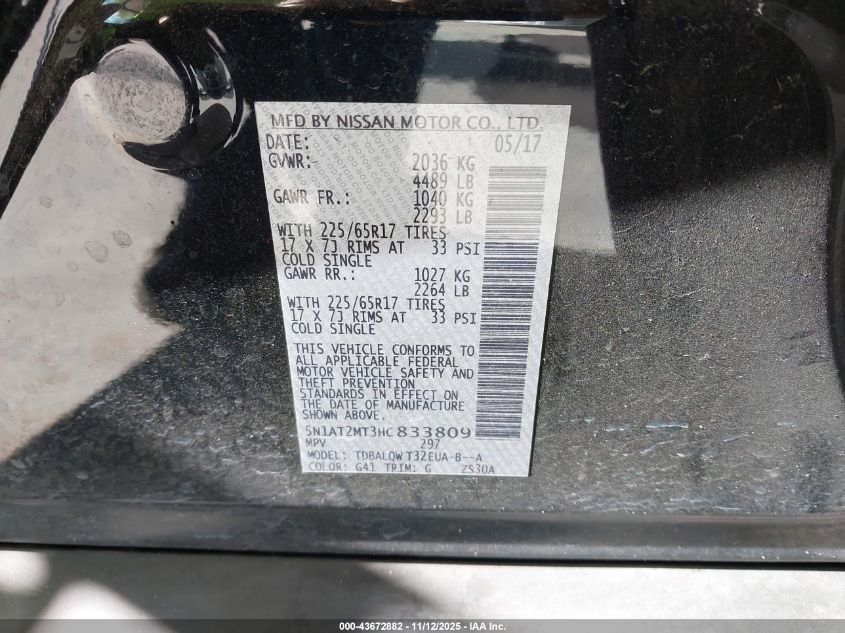 MFD BY NISSAN MOTOR CO., LTD.
DATE: 05/17
GVWR: 2036 KG
4489 LB
GAWR FR.: 1040 KG
2293 LB
WITH 225/65R17 TIRES
17 X 7J RIMS AT 33 PSI
COLD SINGLE
GAWR RR.: 1027 KG
2264 LB
WITH 225/65R17 TIRES
17 X 7J RIMS AT 33 PSI
COLD SINGLE
THIS VEHICLE CONFORMS TO
ALL APPLICABLE FEDERAL
MOTOR VEHICLE SAFETY AND
THEFT PREVENTION
STANDARDS IN EFFECT ON
THE DATE OF MANUFACTURE
SHOWN ABOVE.
5N1AT2MT3HC833809
MPV 297
MODEL: TDBALQW T32EUA-B--A
COLOR: G41 TRIM: G ZS30A
000-43672882 - 11/12/2025 - IAA Inc.